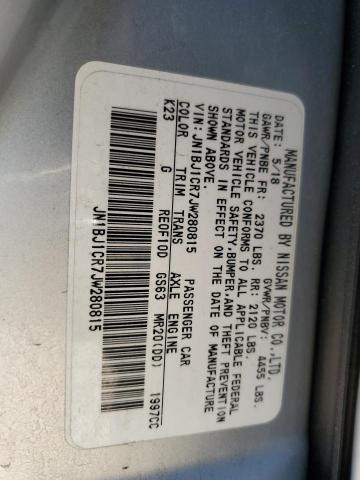 MANUFACTURED BY NISSAN MOTOR CO.,LTD.
DATE: 5/18 GVWR/PNBV: 4455 LBS.
GAWR/PNBE FR: 2370 LBS. RR: 2120 LBS.
THIS VEHICLE CONFORMS TO ALL APPLICABLE FEDERAL
MOTOR VEHICLE SAFETY,BUMPER,AND THEFT PREVENTION
STANDARDS IN EFFECT ON THE DATE OF MANUFACTURE
SHOWN ABOVE.
VIN:JN1BJ1CR7JW280815 PASSENGER CAR
COLOR TRIM TRANS AXLE ENGINE
K23 G RE0F10D GS63 MR20(DD) 1997CC
JN1BJ1CR7JW280815